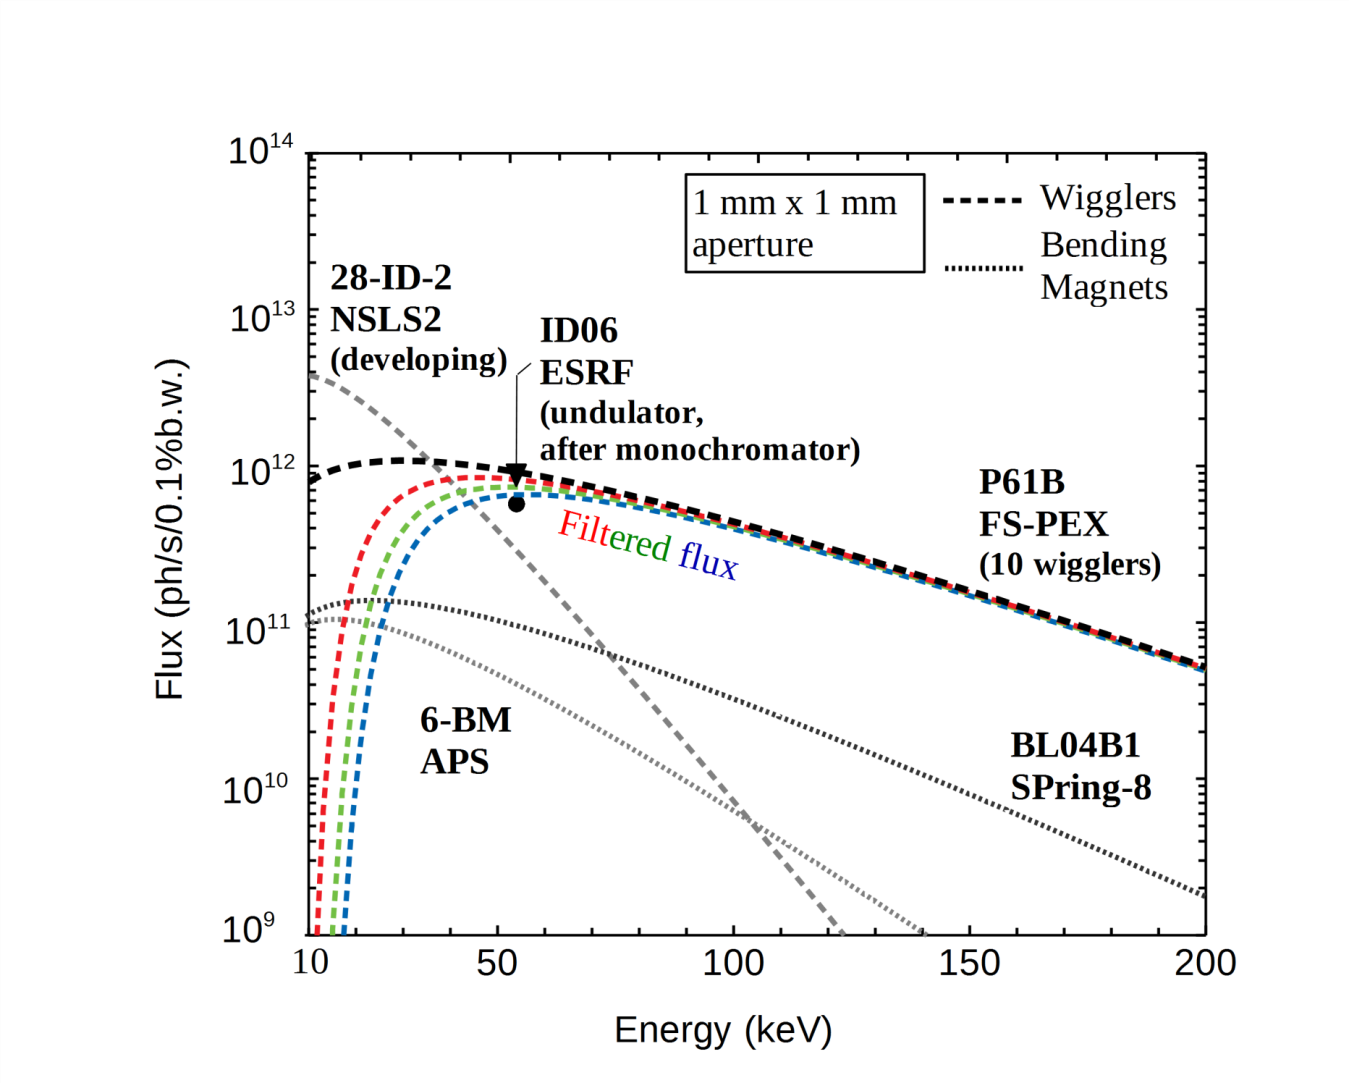 10^14
10^13
10^12
10^11
10^10
10^9
Flux (ph/s/0.1%b.w.)
1 mm x 1 mm
aperture
Wigglers
Bending
Magnets
28-ID-2
NSLS2
(developing)
ID06
ESRF
(undulator,
after monochromator)
P61B
FS-PEX
(10 wigglers)
Filtered flux
6-BM
APS
BL04B1
SPring-8
10 50 100 150 200
Energy (keV)